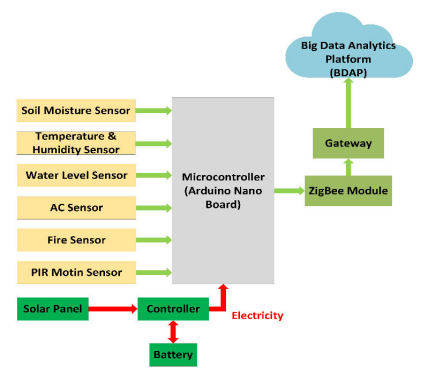 Big Data Analytics
Platform
(BDAP)
Soil Moisture Sensor
Temperature &
Humidity Sensor
Water Level Sensor
AC Sensor
Fire Sensor
PIR Motin Sensor
Microcontroller
(Arduino Nano
Board)
Gateway
ZigBee Module
Solar Panel
Controller
Electricity
Battery